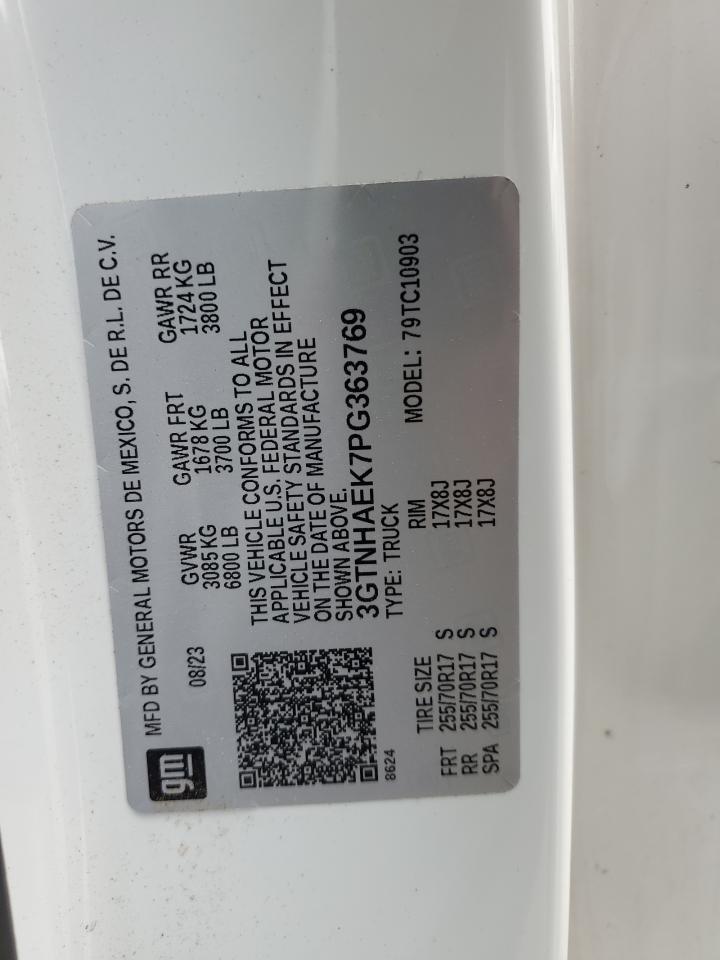 gm
MFD BY GENERAL MOTORS DE MEXICO, S. DE R.L. DE C.V.
08/23 GVWR GAWR FRT GAWR RR
3085 KG 1678 KG 1724 KG
6800 LB 3700 LB 3800 LB
THIS VEHICLE CONFORMS TO ALL
APPLICABLE U.S. FEDERAL MOTOR
VEHICLE SAFETY STANDARDS IN EFFECT
ON THE DATE OF MANUFACTURE
SHOWN ABOVE.
3GTNHAEK7PG363769
8624 TYPE: TRUCK MODEL: 79TC10903
TIRE SIZE RIM
FRT 255/70R17 S 17X8J
RR 255/70R17 S 17X8J
SPA 255/70R17 S 17X8J